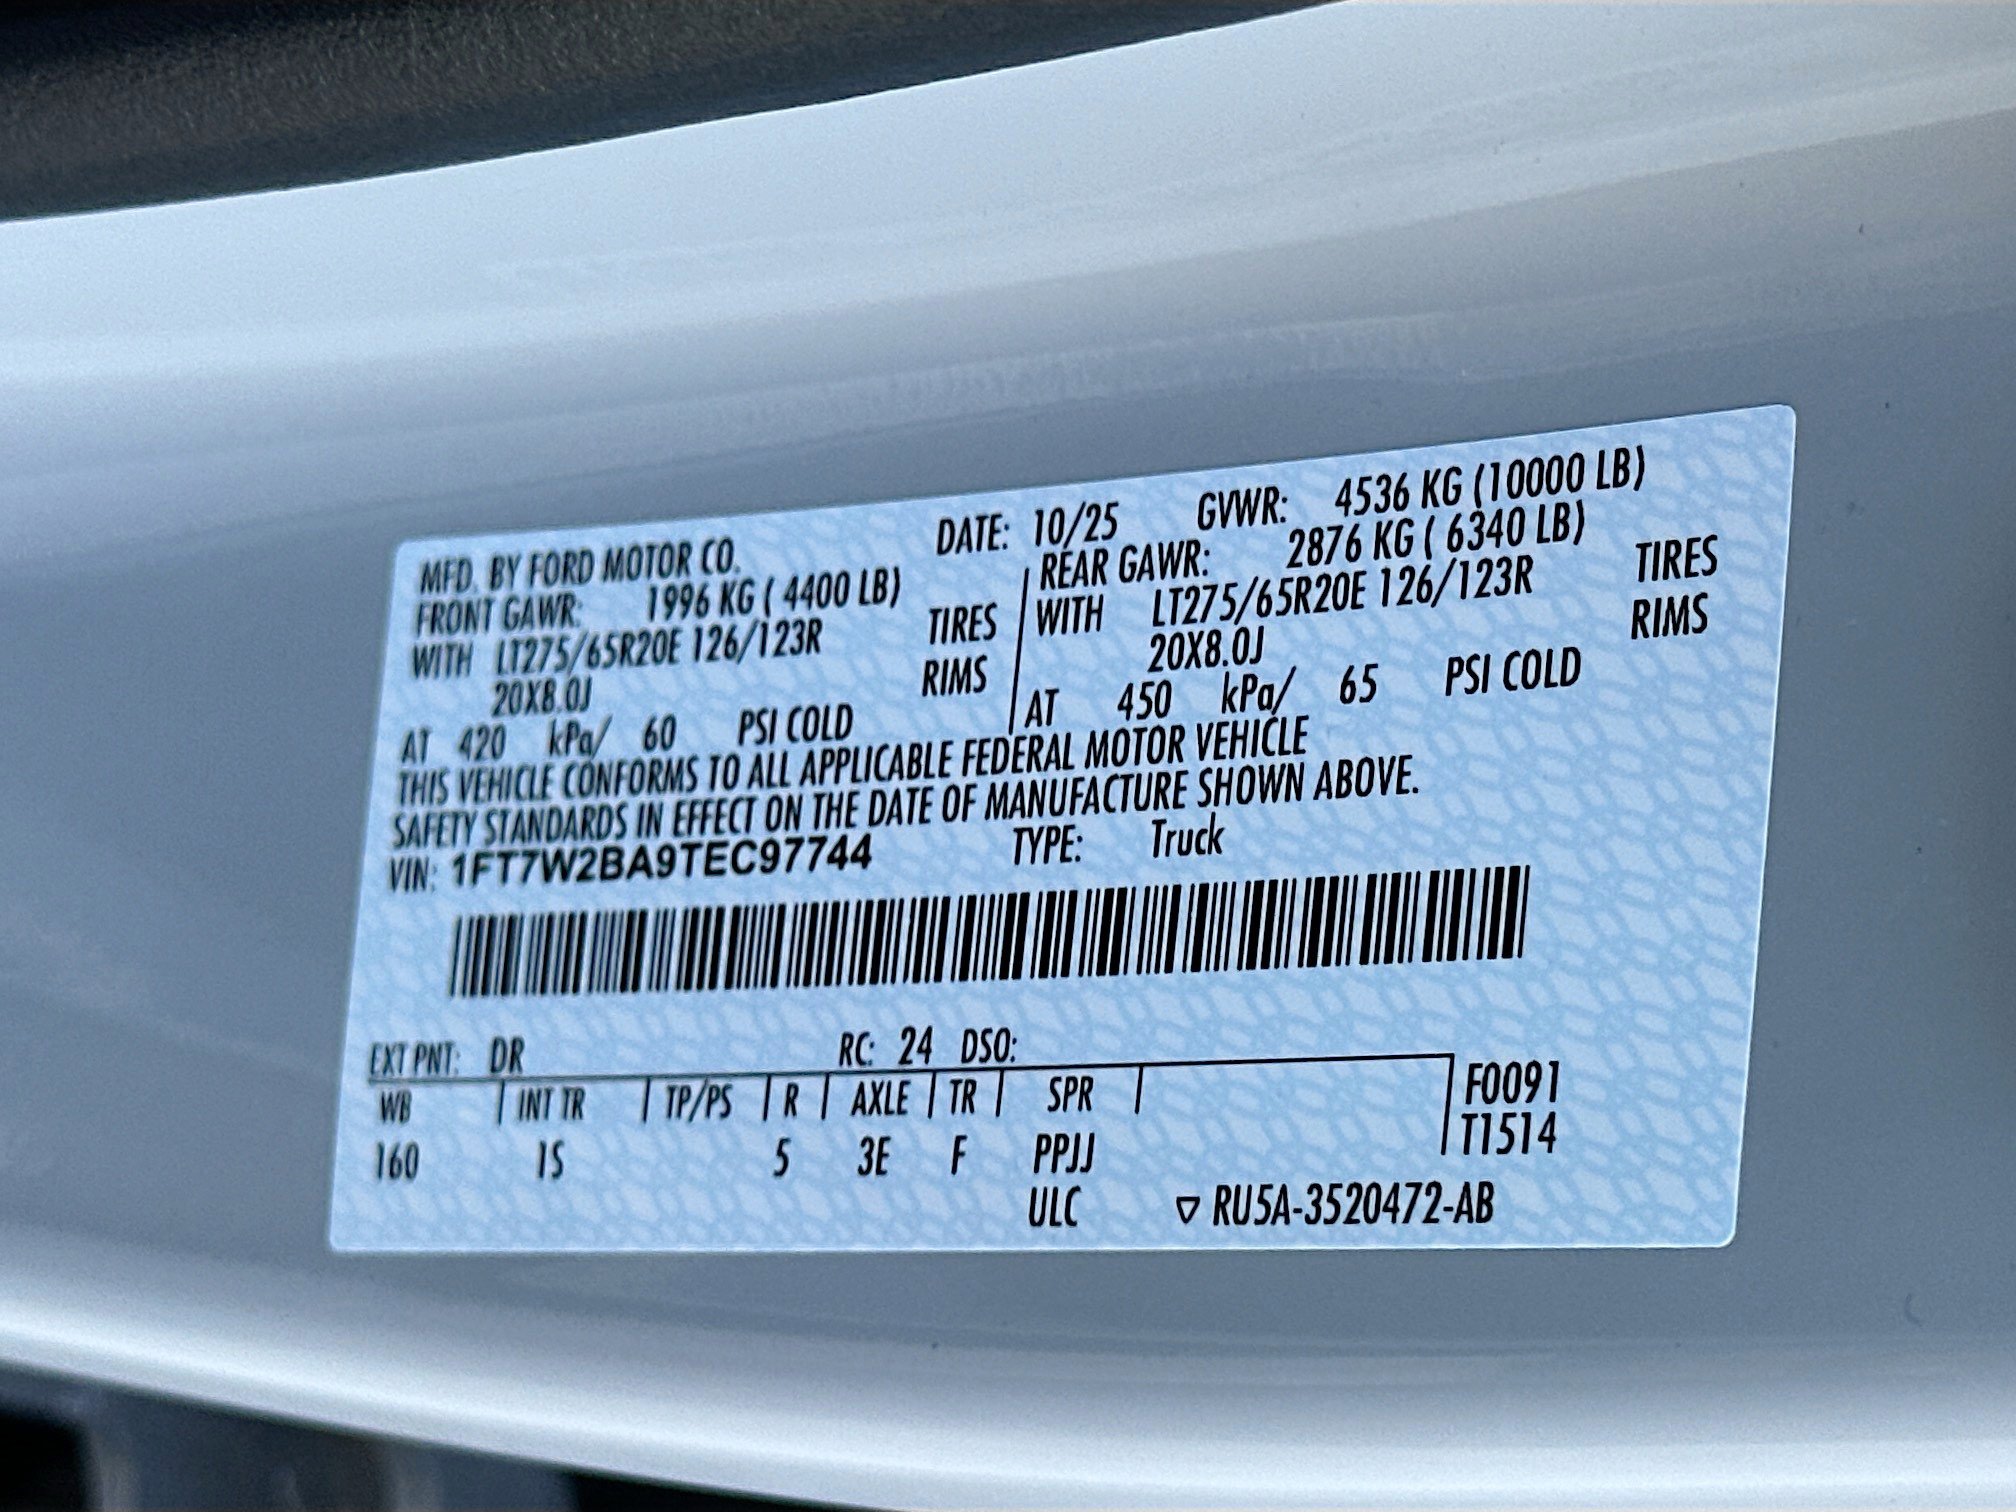 MFD. BY FORD MOTOR CO. DATE: 10/25 GVWR: 4536 KG (10000 LB)
FRONT GAWR: 1996 KG ( 4400 LB) REAR GAWR: 2876 KG ( 6340 LB)
WITH LT275/65R20E 126/123R TIRES WITH LT275/65R20E 126/123R TIRES
20X8.0J RIMS 20X8.0J RIMS
AT 420 kPa/ 60 PSI COLD AT 450 kPa/ 65 PSI COLD
THIS VEHICLE CONFORMS TO ALL APPLICABLE FEDERAL MOTOR VEHICLE
SAFETY STANDARDS IN EFFECT ON THE DATE OF MANUFACTURE SHOWN ABOVE.
VIN: 1FT7W2BA9TEC97744 TYPE: Truck
EXT PNT: DR RC: 24 DSO:
WB INT TR TP/PS R AXLE TR SPR F0091
160 1S 5 3E F PPJJ T1514
ULC ▽ RU5A-3520472-AB